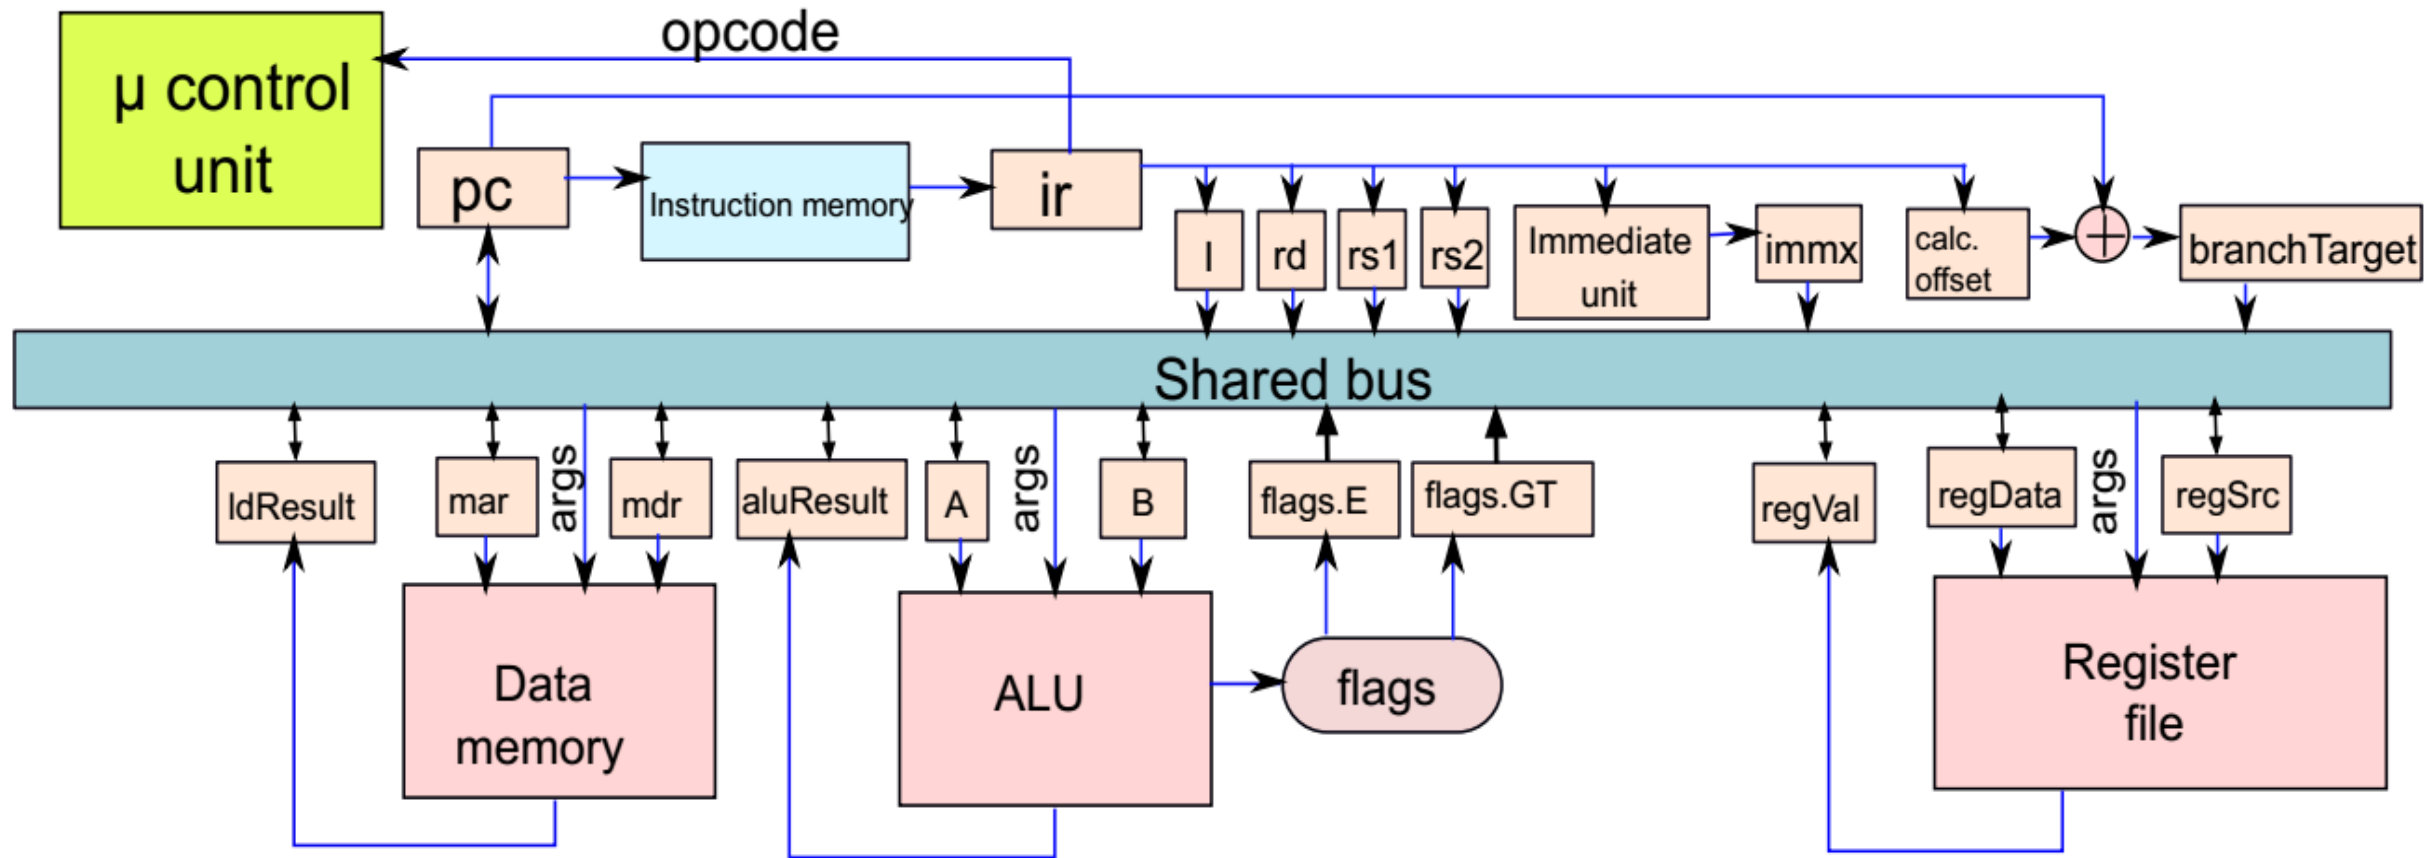 opcode
µ control
unit
pc
Instruction memory
ir
I
rd
rs1
rs2
Immediate
unit
immx
calc.
offset
+
branchTarget
Shared bus
ldResult
mar
args
mdr
aluResult
A
args
B
flags.E
flags.GT
regVal
regData
args
regSrc
Data
memory
ALU
flags
Register
file